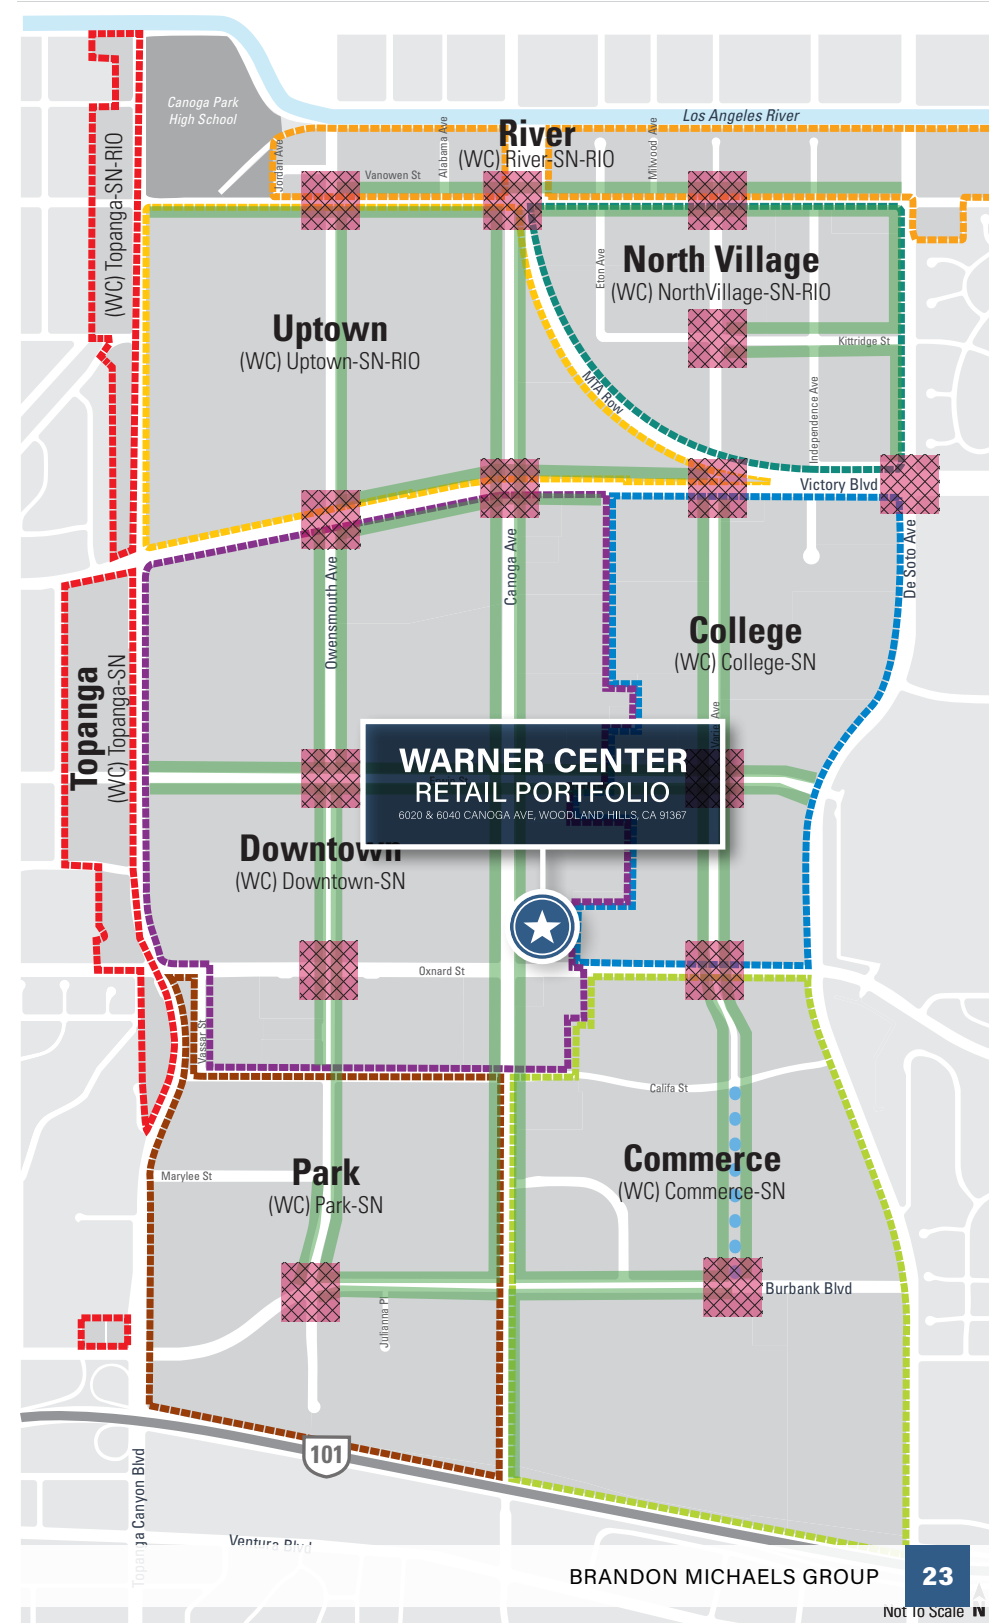 Canoga Park
High School
Los Angeles River
River
(WC) River-SN-RIO
Jordan Ave
Alabama Ave
Milwood Ave
Vanowen St
(WC) Topanga-SN-RIO
North Village
(WC) NorthVillage-SN-RIO
Eton Ave
Uptown
(WC) Uptown-SN-RIO
Kittridge St
MTA Row
Independence Ave
Victory Blvd
De Soto Ave
Canoga Ave
Owensmouth Ave
College
(WC) College-SN
Topanga
(WC) Topanga-SN
WARNER CENTER
RETAIL PORTFOLIO
6020 & 6040 CANOGA AVE, WOODLAND HILLS, CA 91367
Downtown
(WC) Downtown-SN
Oxnard St
Vassar St
Califa St
Commerce
(WC) Commerce-SN
Park
(WC) Park-SN
Marylee St
Burbank Blvd
Julianna Pl
101
Topanga Canyon Blvd
Ventura Blvd
BRANDON MICHAELS GROUP
23
Not To Scale N